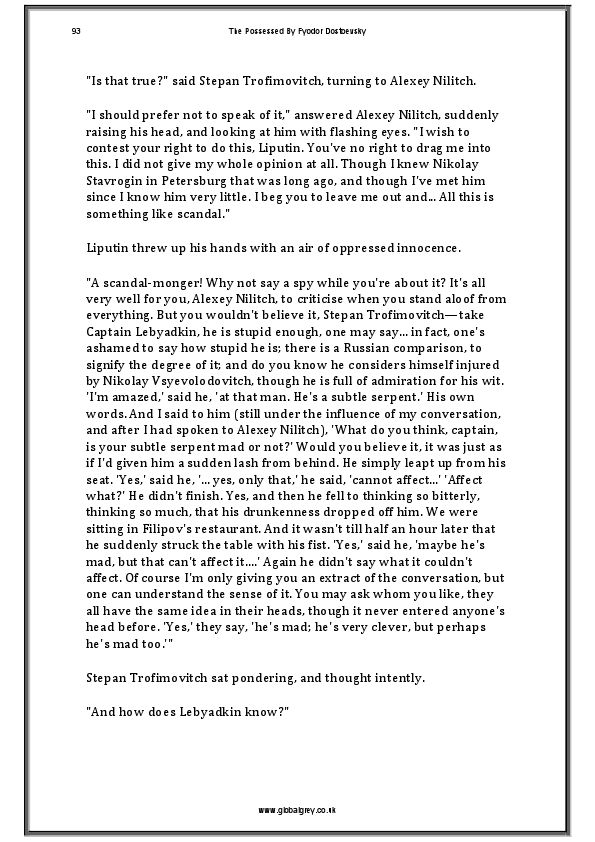 93
The Possessed By Fyodor Dostoevsky
"Is that true?" said Stepan Trofimovitch, turning to Alexey Nilitch.
"I should prefer not to speak of it," answered Alexey Nilitch, suddenly
raising his head, and looking at him with flashing eyes. "I wish to
contest your right to do this, Liputin. You've no right to drag me into
this. I did not give my whole opinion at all. Though I knew Nikolay
Stavrogin in Petersburg that was long ago, and though I've met him
since I know him very little. I beg you to leave me out and... All this is
something like scandal."
Liputin threw up his hands with an air of oppressed innocence.
"A scandal-monger! Why not say a spy while you're about it? It's all
very well for you, Alexey Nilitch, to criticise when you stand aloof from
everything. But you wouldn't believe it, Stepan Trofimovitch—take
Captain Lebyadkin, he is stupid enough, one may say... in fact, one's
ashamed to say how stupid he is; there is a Russian comparison, to
signify the degree of it; and do you know he considers himself injured
by Nikolay Vsyevolodovitch, though he is full of admiration for his wit.
'I'm amazed,' said he, 'at that man. He's a subtle serpent.' His own
words. And I said to him (still under the influence of my conversation,
and after I had spoken to Alexey Nilitch), 'What do you think, captain,
is your subtle serpent mad or not?' Would you believe it, it was just as
if I'd given him a sudden lash from behind. He simply leapt up from his
seat. 'Yes,' said he, '... yes, only that,' he said, 'cannot affect...' 'Affect
what?' He didn't finish. Yes, and then he fell to thinking so bitterly,
thinking so much, that his drunkenness dropped off him. We were
sitting in Filipov's restaurant. And it wasn't till half an hour later that
he suddenly struck the table with his fist. 'Yes,' said he, 'maybe he's
mad, but that can't affect it....' Again he didn't say what it couldn't
affect. Of course I'm only giving you an extract of the conversation, but
one can understand the sense of it. You may ask whom you like, they
all have the same idea in their heads, though it never entered anyone's
head before. 'Yes,' they say, 'he's mad; he's very clever, but perhaps
he's mad too.'"
Stepan Trofimovitch sat pondering, and thought intently.
"And how does Lebyadkin know?"
www.globalgrey.co.uk